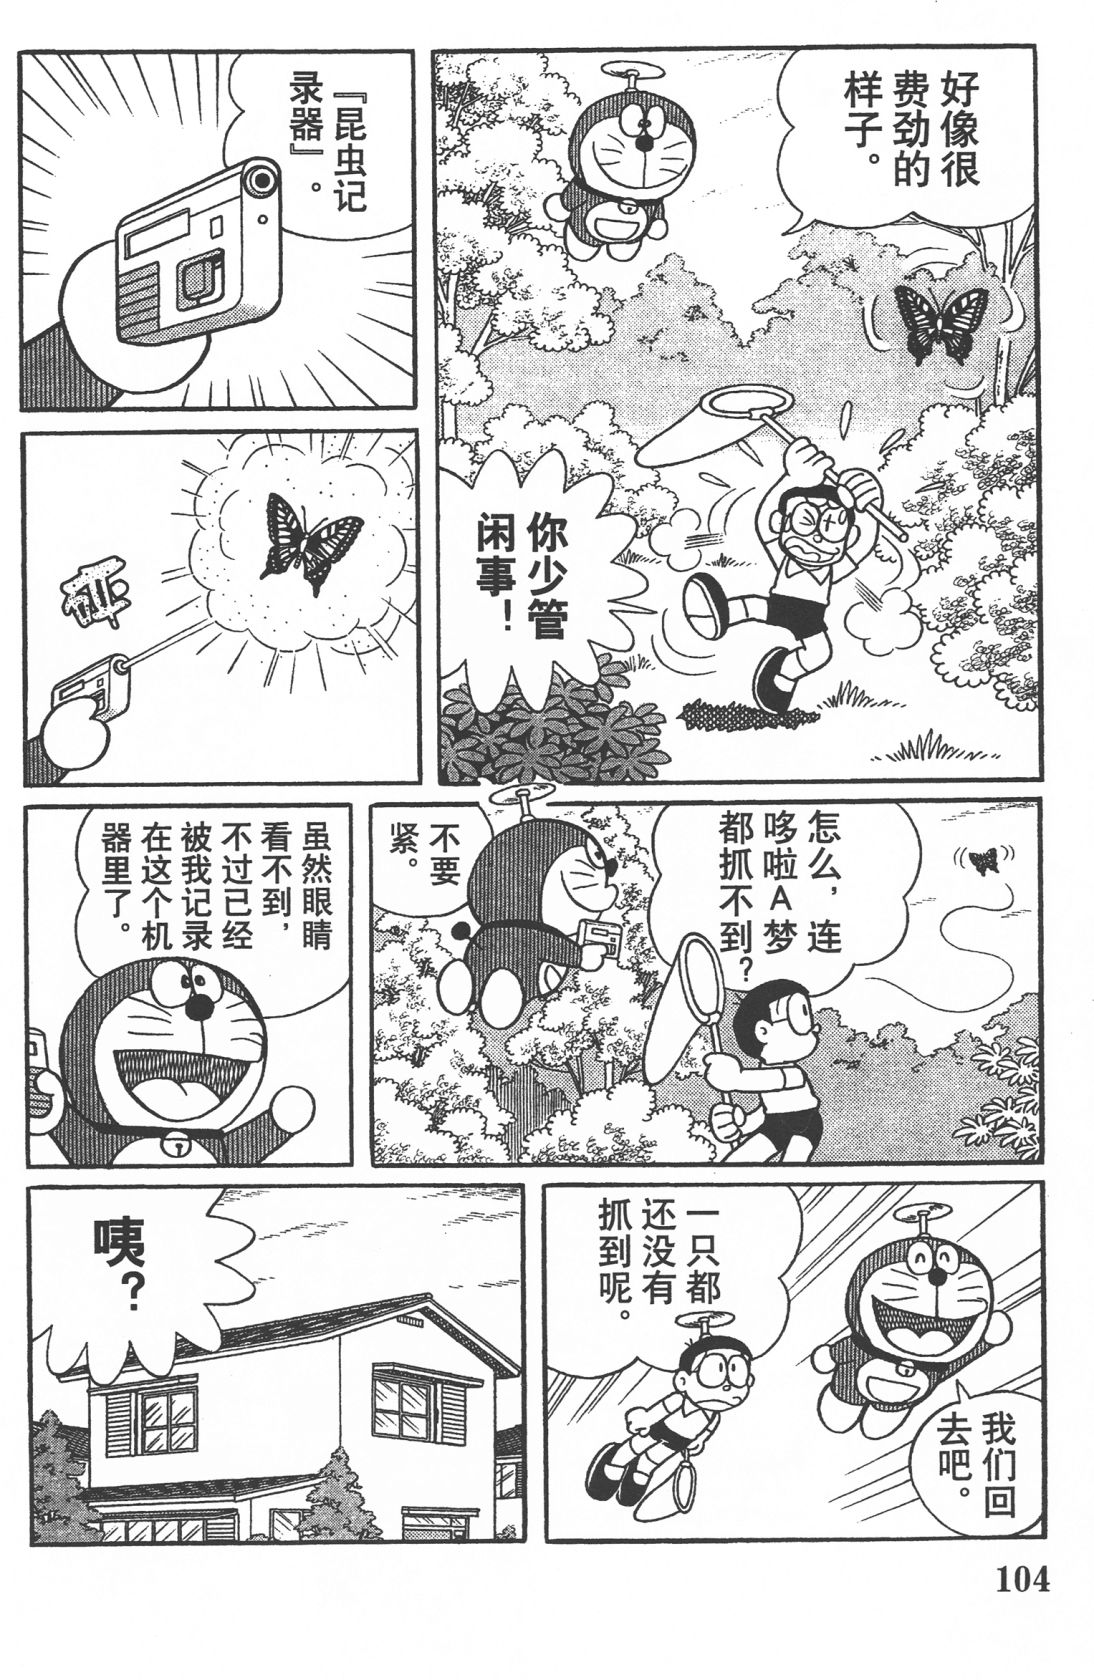 好像很
费劲的
样子。
你少管
闲事！
『昆虫记
录器』。
砰
怎么，连
哆啦A梦
都抓不到？
不要
紧。
虽然眼睛
看不到，
不过已经
被我记录
在这个机
器里了。
我们回
去吧。
一只都
还没有
抓到呢。
咦？
104